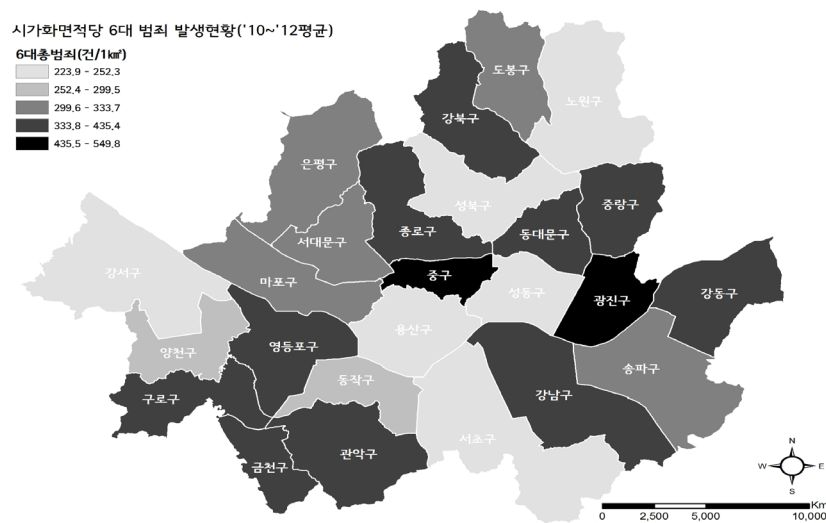 시가화면적당 6대 범죄 발생현황('10~'12평균)
6대총범죄(건/1㎢)
223.9 - 252.3
252.4 - 299.5
299.6 - 333.7
333.8 - 435.4
435.5 - 549.8
도봉구
노원구
강북구
은평구
성북구
중랑구
종로구
동대문구
서대문구
강서구
마포구
중구
성동구
광진구
강동구
용산구
영등포구
양천구
송파구
동작구
강남구
구로구
서초구
관악구
금천구
N
W
E
S
Km
0
2,500
5,000
10,000